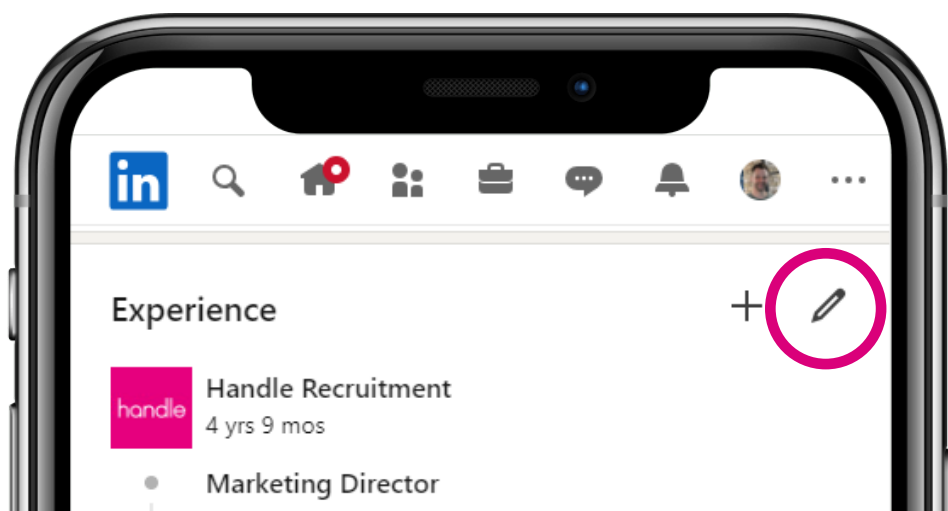 in
Experience
handle
Handle Recruitment
4 yrs 9 mos
Marketing Director